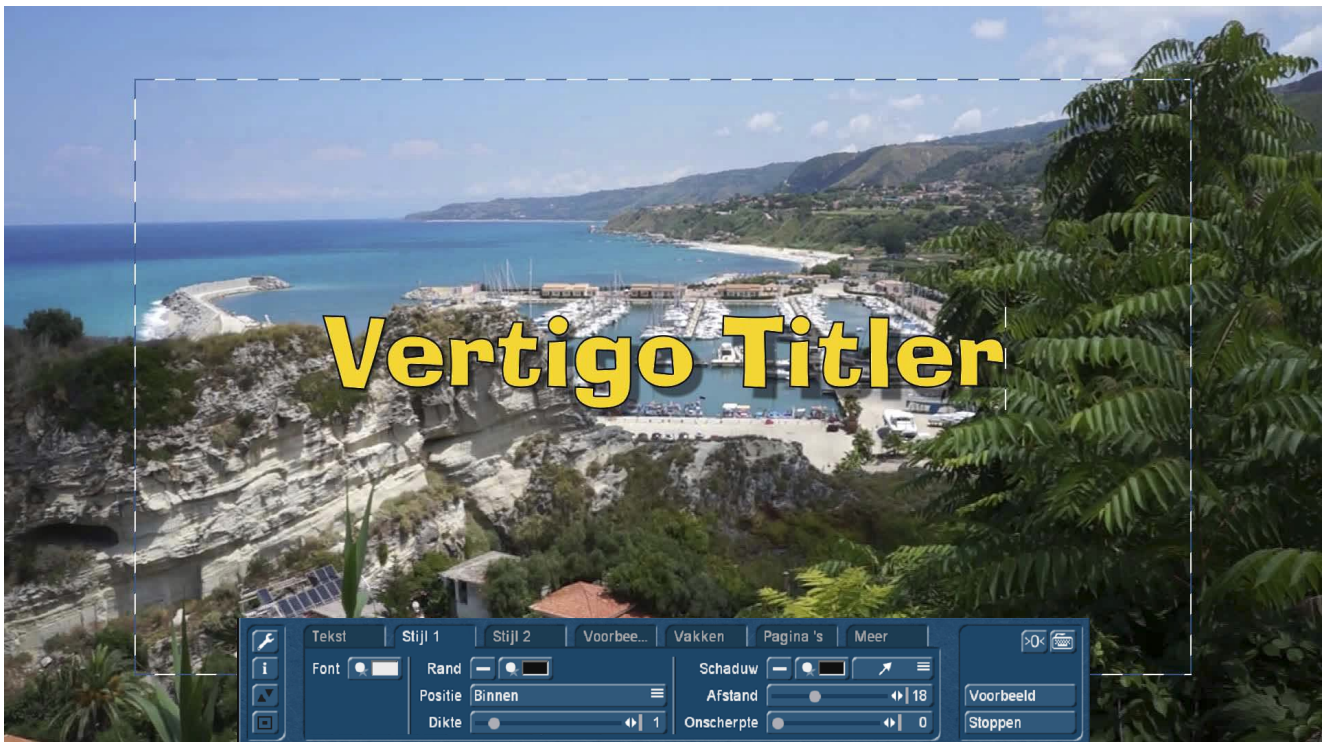 Vertigo Titler
Tekst Stijl 1 Stijl 2 Voorbee... Vakken Pagina's Meer >0<
i Font Rand Schaduw
Positie Binnen Afstand 18 Voorbeeld
Dikte 1 Onscherpte 0 Stoppen